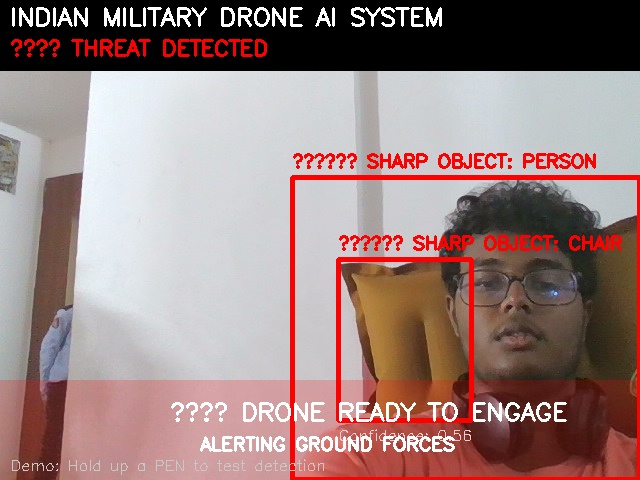 INDIAN MILITARY DRONE AI SYSTEM
???? THREAT DETECTED
?????? SHARP OBJECT: PERSON
?????? SHARP OBJECT: CHAIR
???? DRONE READY TO ENGAGE
Confidence: 0.56
ALERTING GROUND FORCES
Demo: Hold up a PEN to test detection